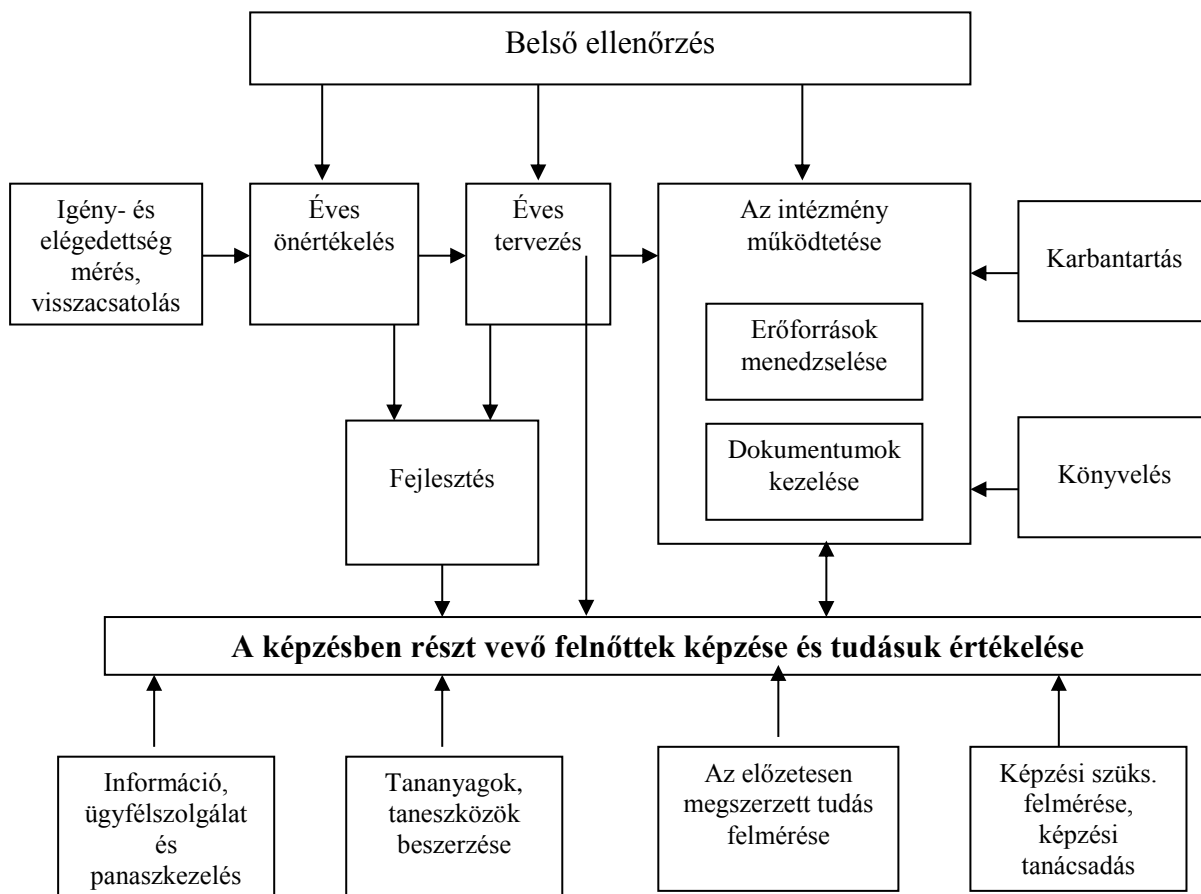 Belső ellenőrzés
Igény- és
elégedettség
mérés,
visszacsatolás
Éves
önértékelés
Éves
tervezés
Az intézmény
működtetése
Karbantartás
Erőforrások
menedzselése
Dokumentumok
kezelése
Fejlesztés
Könyvelés
A képzésben részt vevő felnőttek képzése és tudásuk értékelése
Információ,
ügyfélszolgálat
és
panaszkezelés
Tananyagok,
taneszközök
beszerzése
Az előzetesen
megszerzett tudás
felmérése
Képzési szüks.
felmérése,
képzési
tanácsadás